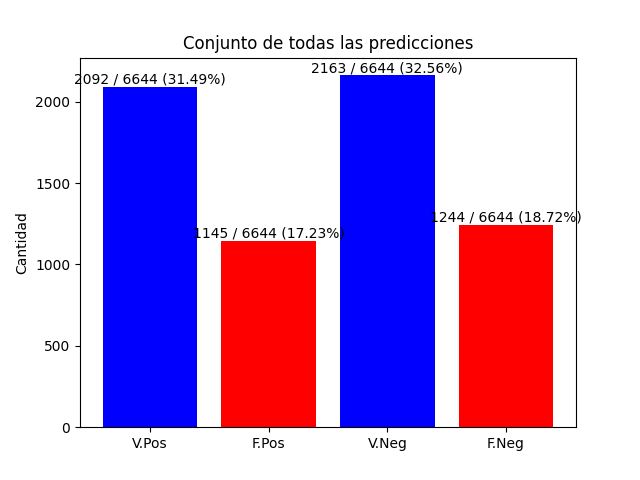 Conjunto de todas las predicciones
2092 / 6644 (31.49%)
1145 / 6644 (17.23%)
2163 / 6644 (32.56%)
1244 / 6644 (18.72%)
Cantidad
2000
1500
1000
500
0
V.Pos
F.Pos
V.Neg
F.Neg